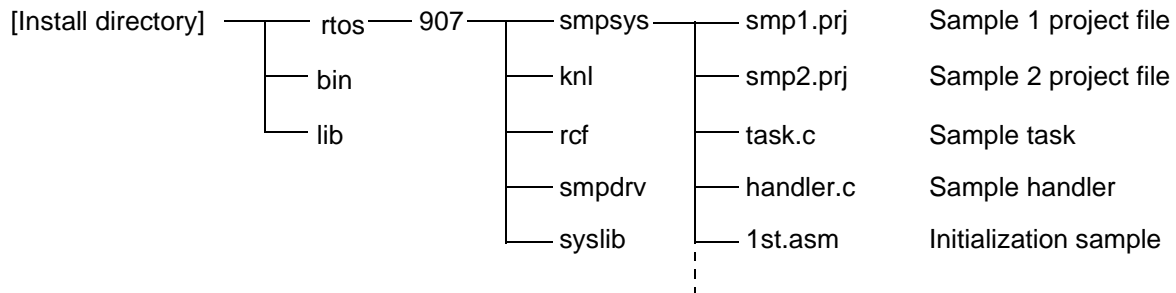 [Install directory] rtos 907 smpsys smp1.prj Sample 1 project file
bin knl smp2.prj Sample 2 project file
lib rcf task.c Sample task
smpdrv handler.c Sample handler
syslib 1st.asm Initialization sample